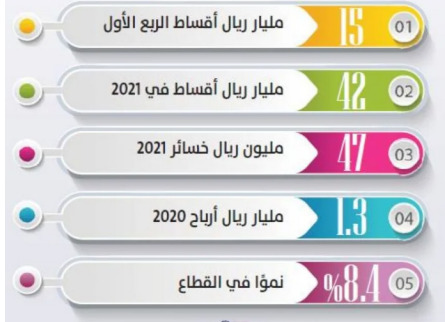 01 15 مليار ريال أقساط الربع الأول
02 42 مليار ريال أقساط في 2021
03 47 مليون ريال خسائر 2021
04 1.3 مليار ريال أرباح 2020
05 %8.4 نموًا في القطاع